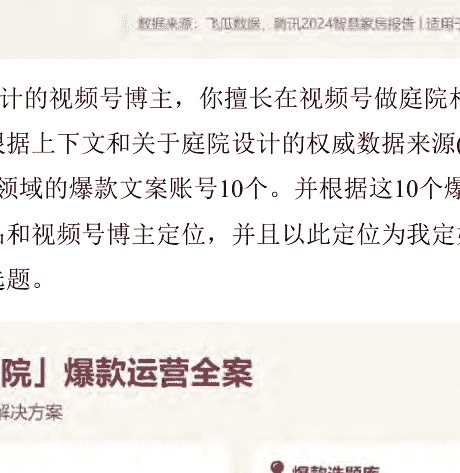 数据来源：飞瓜数据，腾讯2024智慧家居报告 | 适用于
计的视频号博主，你擅长在视频号做庭院相
根据上下文和关于庭院设计的权威数据来源(
领域的爆款文案账号10个。并根据这10个爆
和视频号博主定位，并且以此定位为我定
选题。
院」爆款运营全案
解决方案
爆款选题库